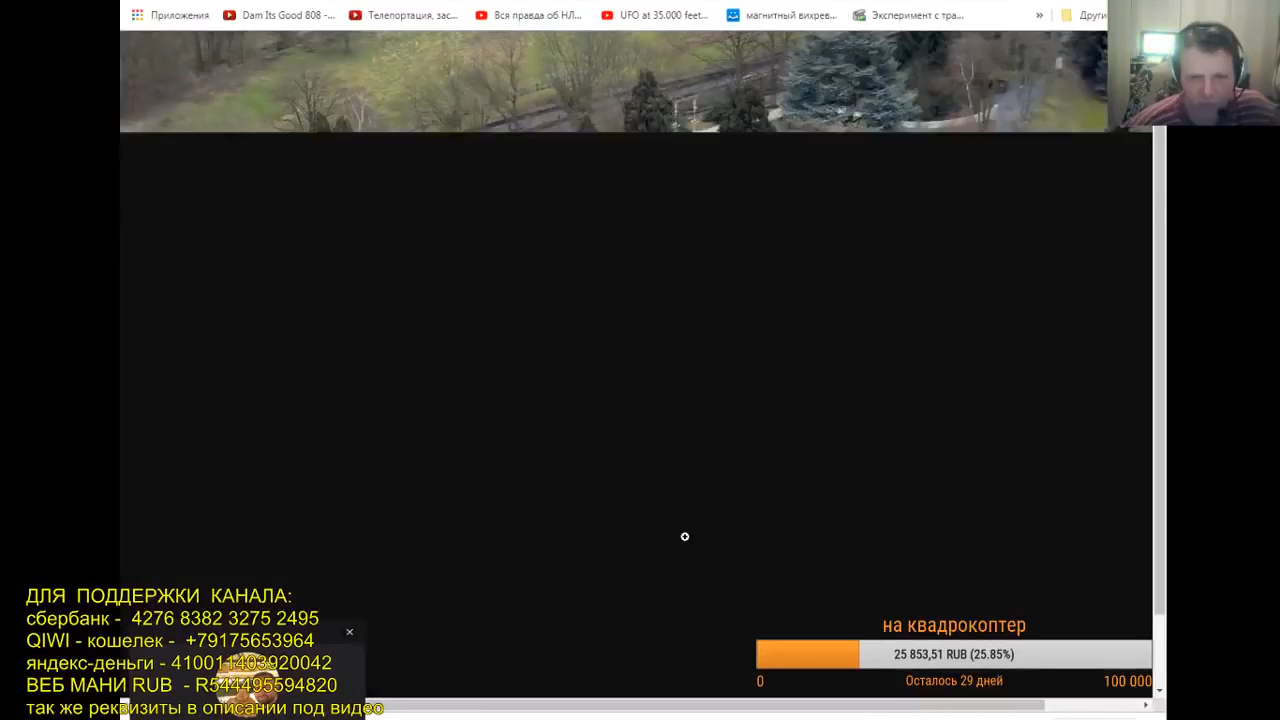 Приложения
Dam Its Good 808 -...
Телепортация, зас...
Вся правда об НЛ...
UFO at 35.000 feet...
магнитный вихрев...
Эксперимент с тра...
»
Други
ДЛЯ ПОДДЕРЖКИ КАНАЛА:
сбербанк - 4276 8382 3275 2495
QIWI - кошелек - +79175653964
яндекс-деньги - 410011403920042
ВЕБ МАНИ RUB - R544495594820
так же реквизиты в описании под видео
на квадрокоптер
25 853,51 RUB (25.85%)
0 Осталось 29 дней 100 000